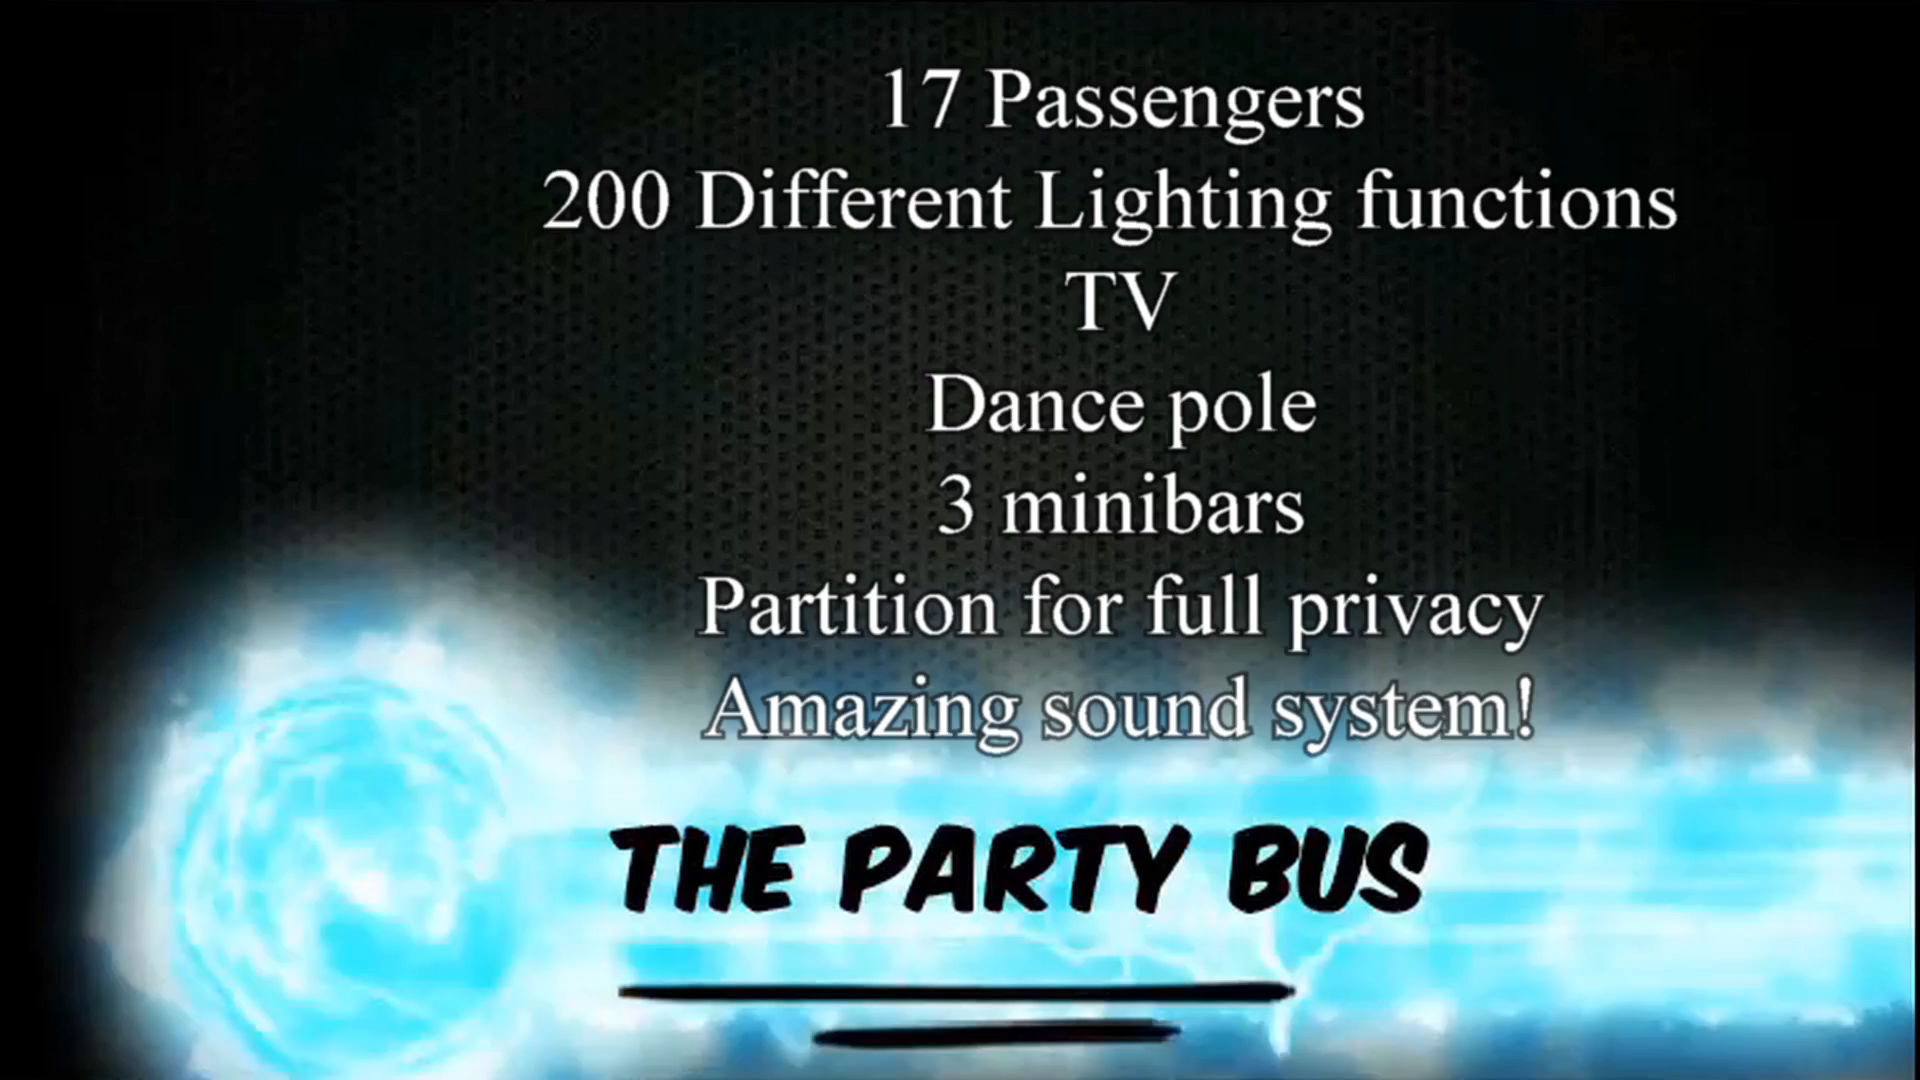 17 Passengers
200 Different Lighting functions
TV
Dance pole
3 minibars
Partition for full privacy
Amazing sound system!
THE PARTY BUS